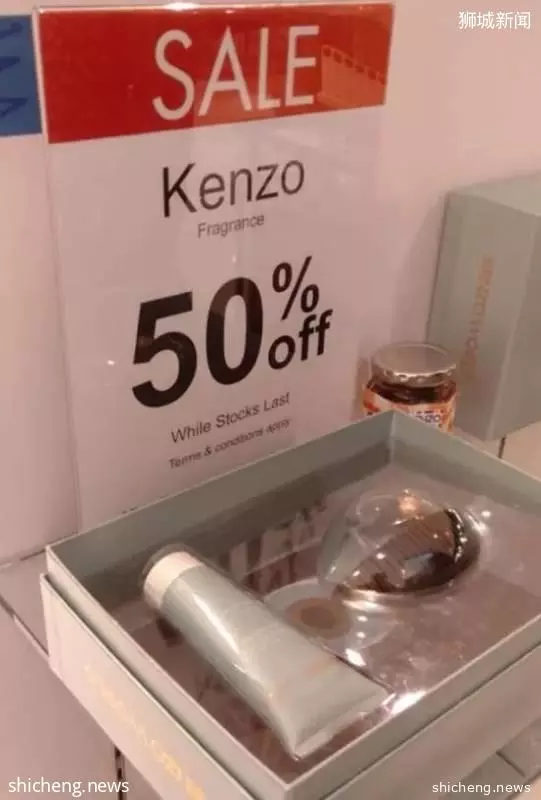 狮城新闻
SALE
Kenzo
Fragrance
50% off
While Stocks Last
Terms & conditions apply
shicheng.news
shicheng.news